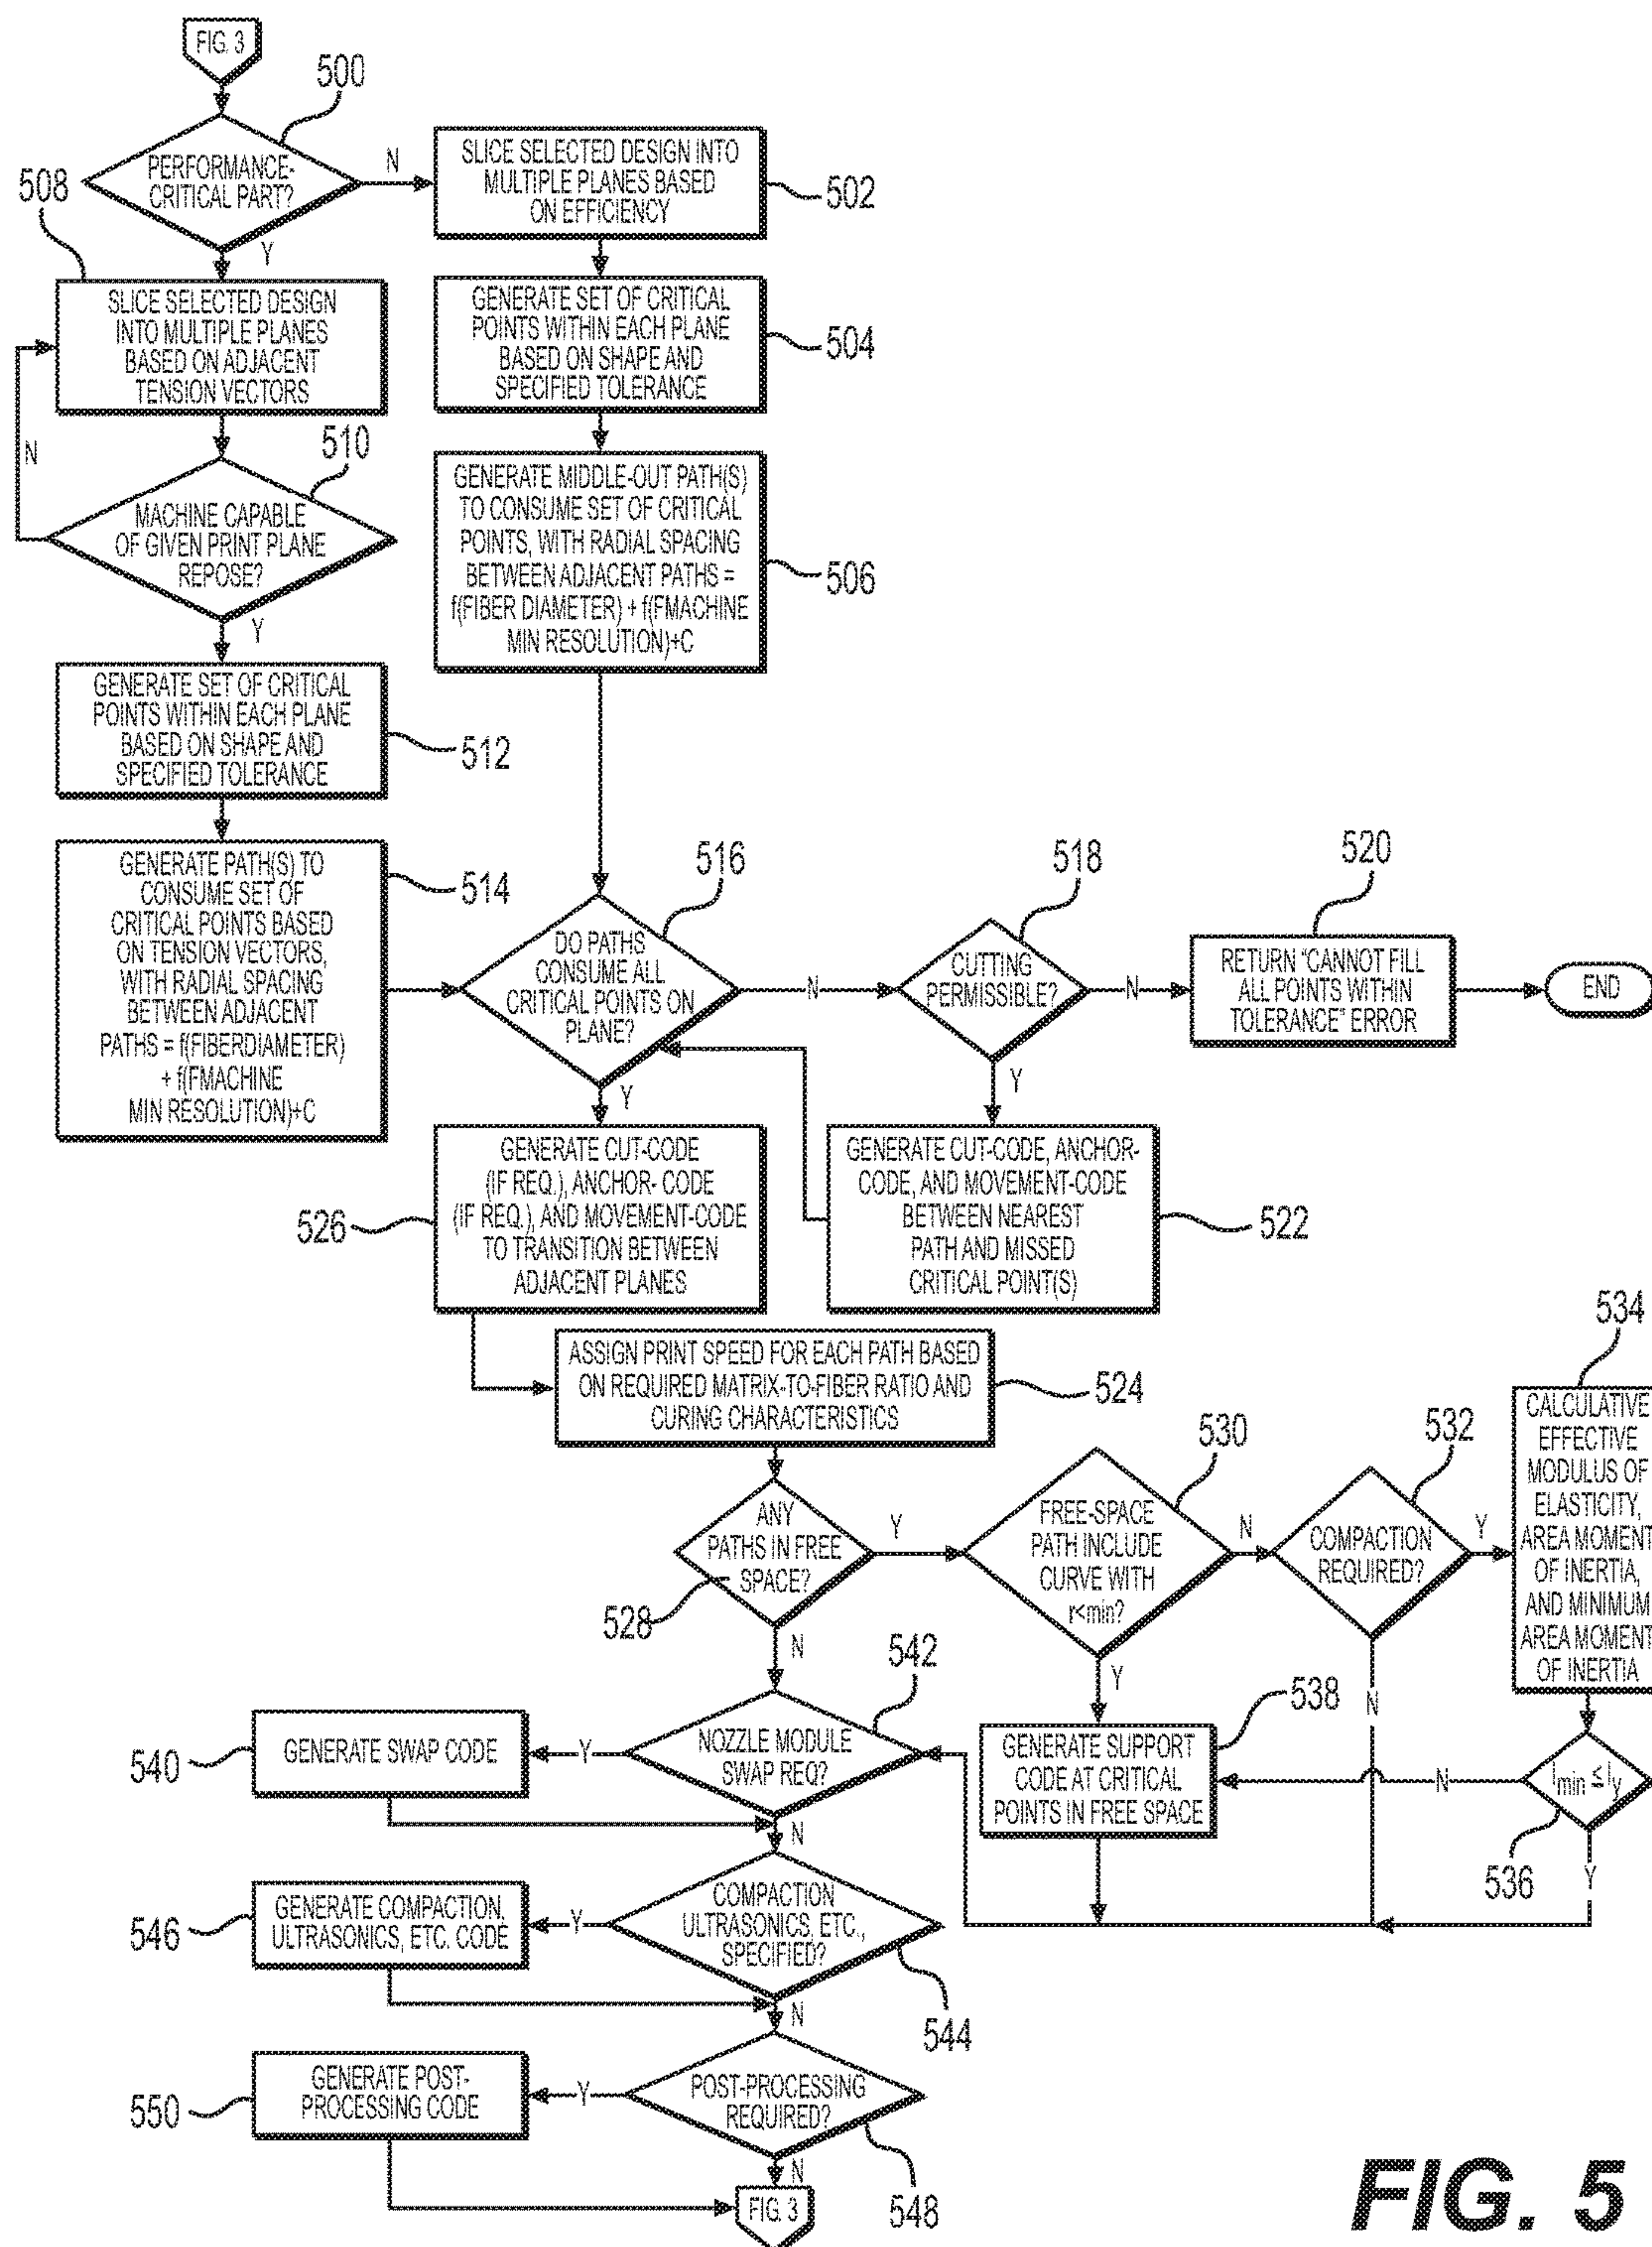 FIG. 3
500
PERFORMANCE-
CRITICAL PART?
N
Y
SLICE SELECTED DESIGN INTO
MULTIPLE PLANES BASED
ON EFFICIENCY
502
508
SLICE SELECTED DESIGN
INTO MULTIPLE PLANES
BASED ON ADJACENT
TENSION VECTORS
GENERATE SET OF CRITICAL
POINTS WITHIN EACH PLANE
BASED ON SHAPE AND
SPECIFIED TOLERANCE
504
N
510
MACHINE CAPABLE
OF GIVEN PRINT PLANE
REPOSE?
Y
GENERATE MIDDLE-OUT PATH(S)
TO CONSUME SET OF CRITICAL
POINTS, WITH RADIAL SPACING
BETWEEN ADJACENT PATHS =
f(FIBER DIAMETER) + f(FMACHINE
MIN RESOLUTION)+C
506
GENERATE SET OF CRITICAL
POINTS WITHIN EACH PLANE
BASED ON SHAPE AND
SPECIFIED TOLERANCE
512
GENERATE PATH(S) TO
CONSUME SET OF
CRITICAL POINTS BASED
ON TENSION VECTORS,
WITH RADIAL SPACING
BETWEEN ADJACENT
PATHS = f(FIBERDIAMETER)
+ f(FMACHINE
MIN RESOLUTION)+C
514
516
DO PATHS
CONSUME ALL
CRITICAL POINTS ON
PLANE?
N
Y
518
CUTTING
PERMISSIBLE?
N
Y
520
RETURN "CANNOT FILL
ALL POINTS WITHIN
TOLERANCE" ERROR
END
GENERATE CUT-CODE
(IF REQ.), ANCHOR- CODE
(IF REQ.), AND MOVEMENT-CODE
TO TRANSITION BETWEEN
ADJACENT PLANES
526
GENERATE CUT-CODE, ANCHOR-
CODE, AND MOVEMENT-CODE
BETWEEN NEAREST
PATH AND MISSED
CRITICAL POINT(S)
522
ASSIGN PRINT SPEED FOR EACH PATH BASED
ON REQUIRED MATRIX-TO-FIBER RATIO AND
CURING CHARACTERISTICS
524
ANY
PATHS IN FREE
SPACE?
528
Y
N
530
FREE-SPACE
PATH INCLUDE
CURVE WITH
r<min?
N
Y
532
COMPACTION
REQUIRED?
Y
N
534
CALCULATIVE
EFFECTIVE
MODULUS OF
ELASTICITY,
AREA MOMENT
OF INERTIA,
AND MINIMUM
AREA MOMENT
OF INERTIA
Imin ≤ Iy
536
N
Y
538
GENERATE SUPPORT
CODE AT CRITICAL
POINTS IN FREE SPACE
542
NOZZLE MODULE
SWAP REQ?
Y
N
GENERATE SWAP CODE
540
COMPACTION
ULTRASONICS, ETC.,
SPECIFIED?
544
Y
N
GENERATE COMPACTION,
ULTRASONICS, ETC. CODE
546
POST-PROCESSING
REQUIRED?
548
Y
N
GENERATE POST-
PROCESSING CODE
550
FIG. 3
FIG. 5